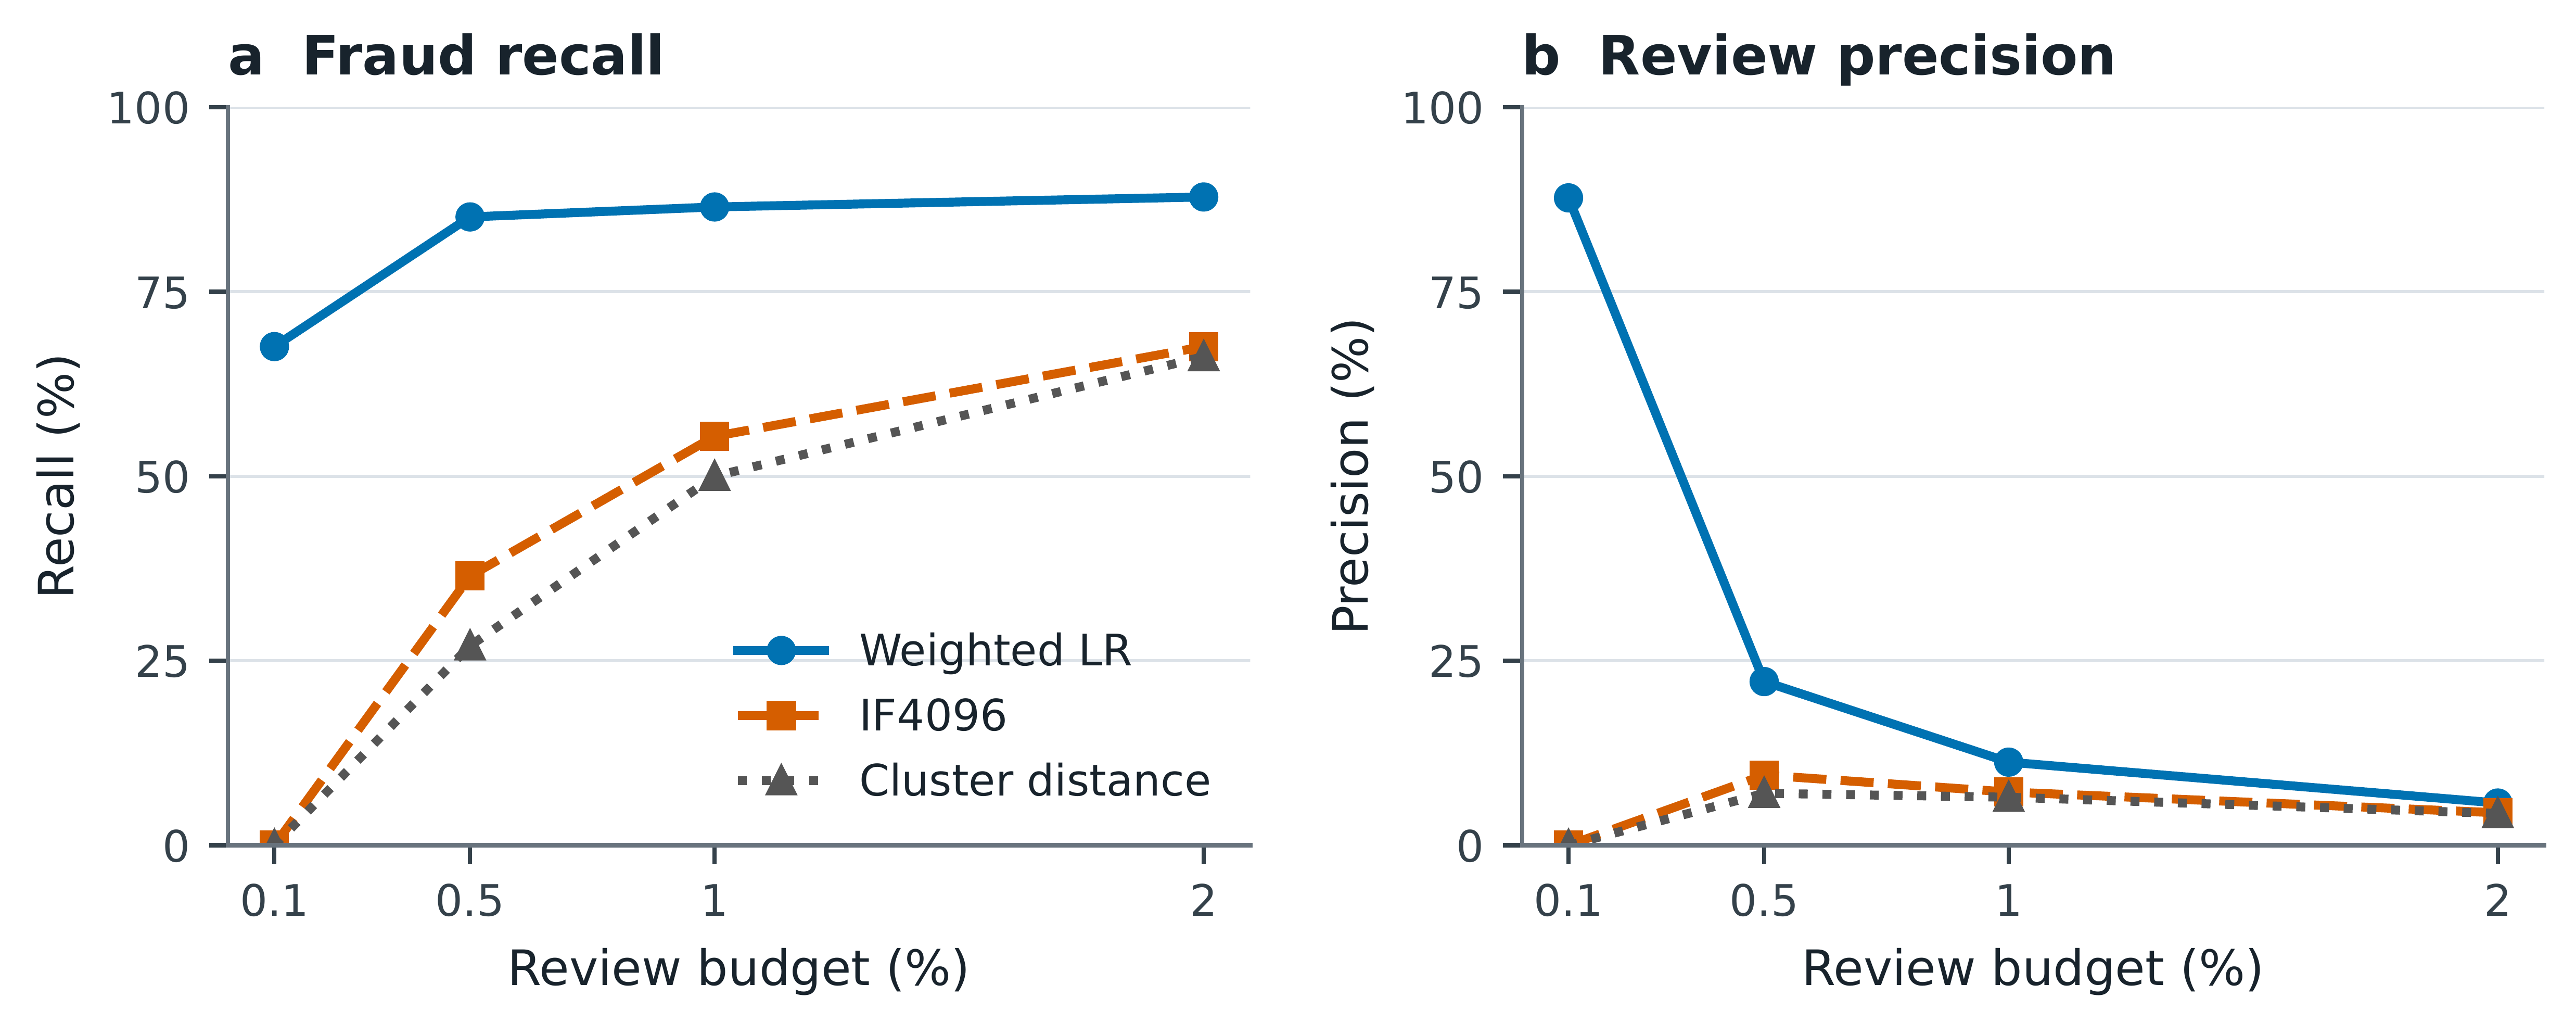 a Fraud recall
100
75
50
25
0
Recall (%)
Weighted LR
IF4096
Cluster distance
0.1 0.5 1 2
Review budget (%)
b Review precision
100
75
50
25
0
Precision (%)
0.1 0.5 1 2
Review budget (%)